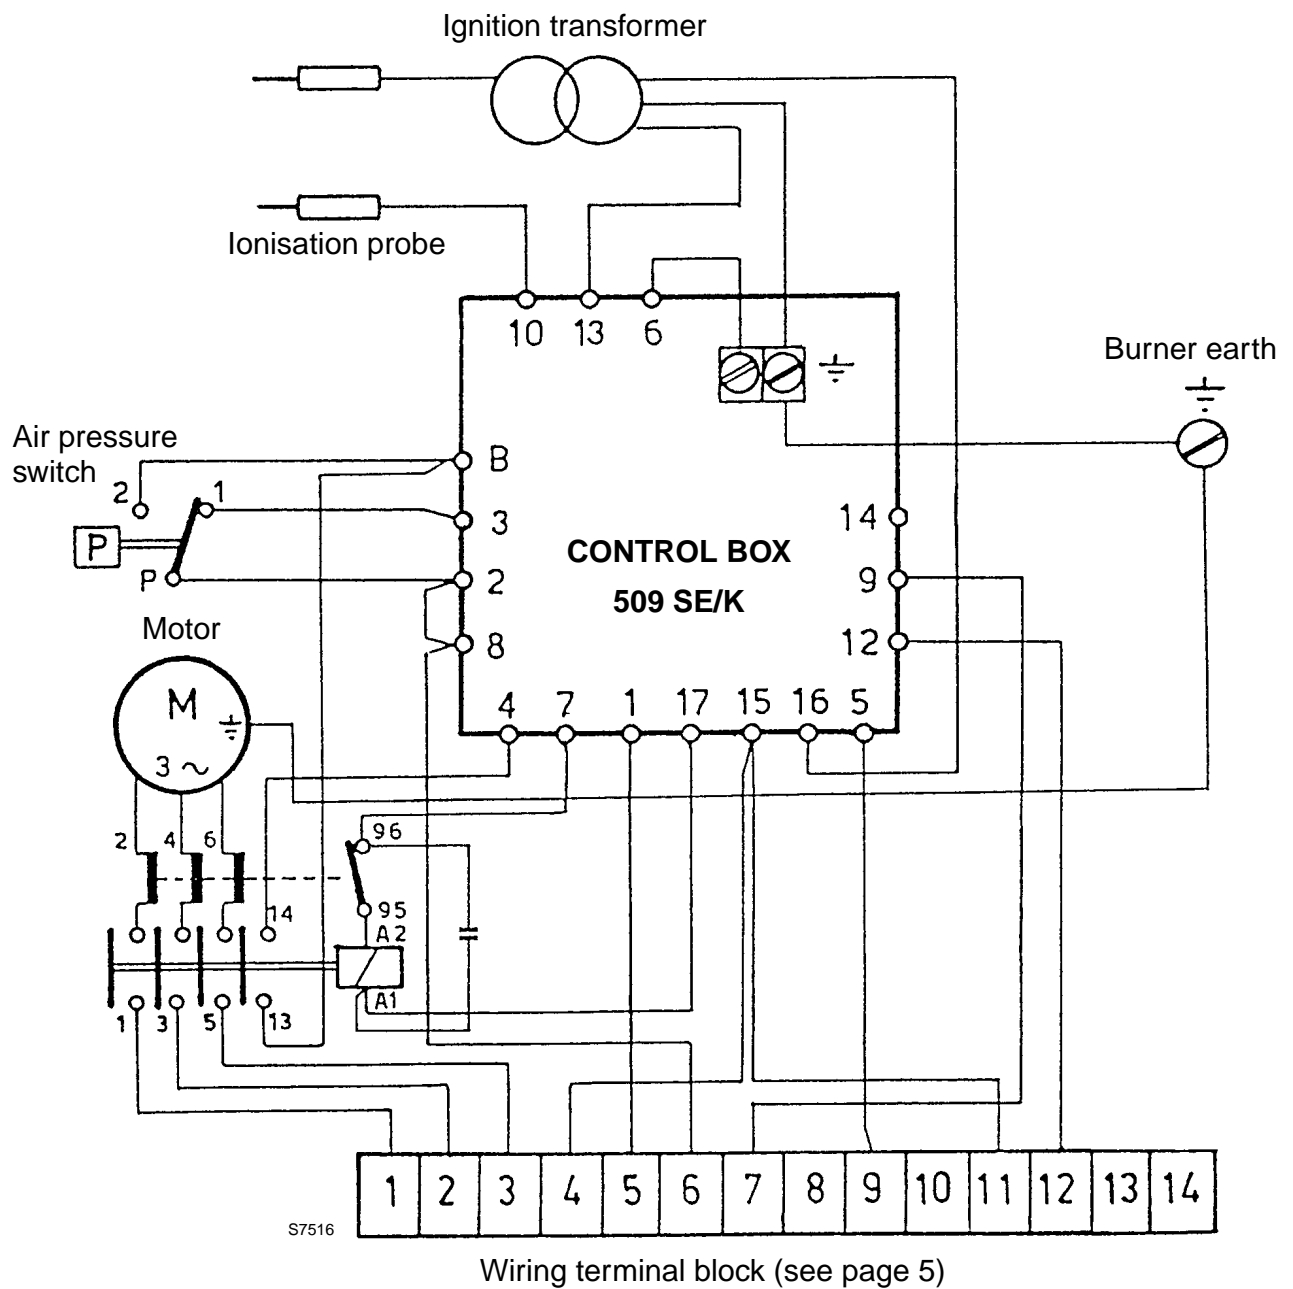 Ignition transformer
Ionisation probe
10 13 6
Burner earth
Air pressure
switch
2 1
P
P
B
3
2
8
14
9
12
CONTROL BOX
509 SE/K
4 7 1 17 15 16 5
Motor
M
3 ~
2 4 6
96
95
14
A2
A1
1 3 5 13
1 2 3 4 5 6 7 8 9 10 11 12 13 14
S7516
Wiring terminal block (see page 5)